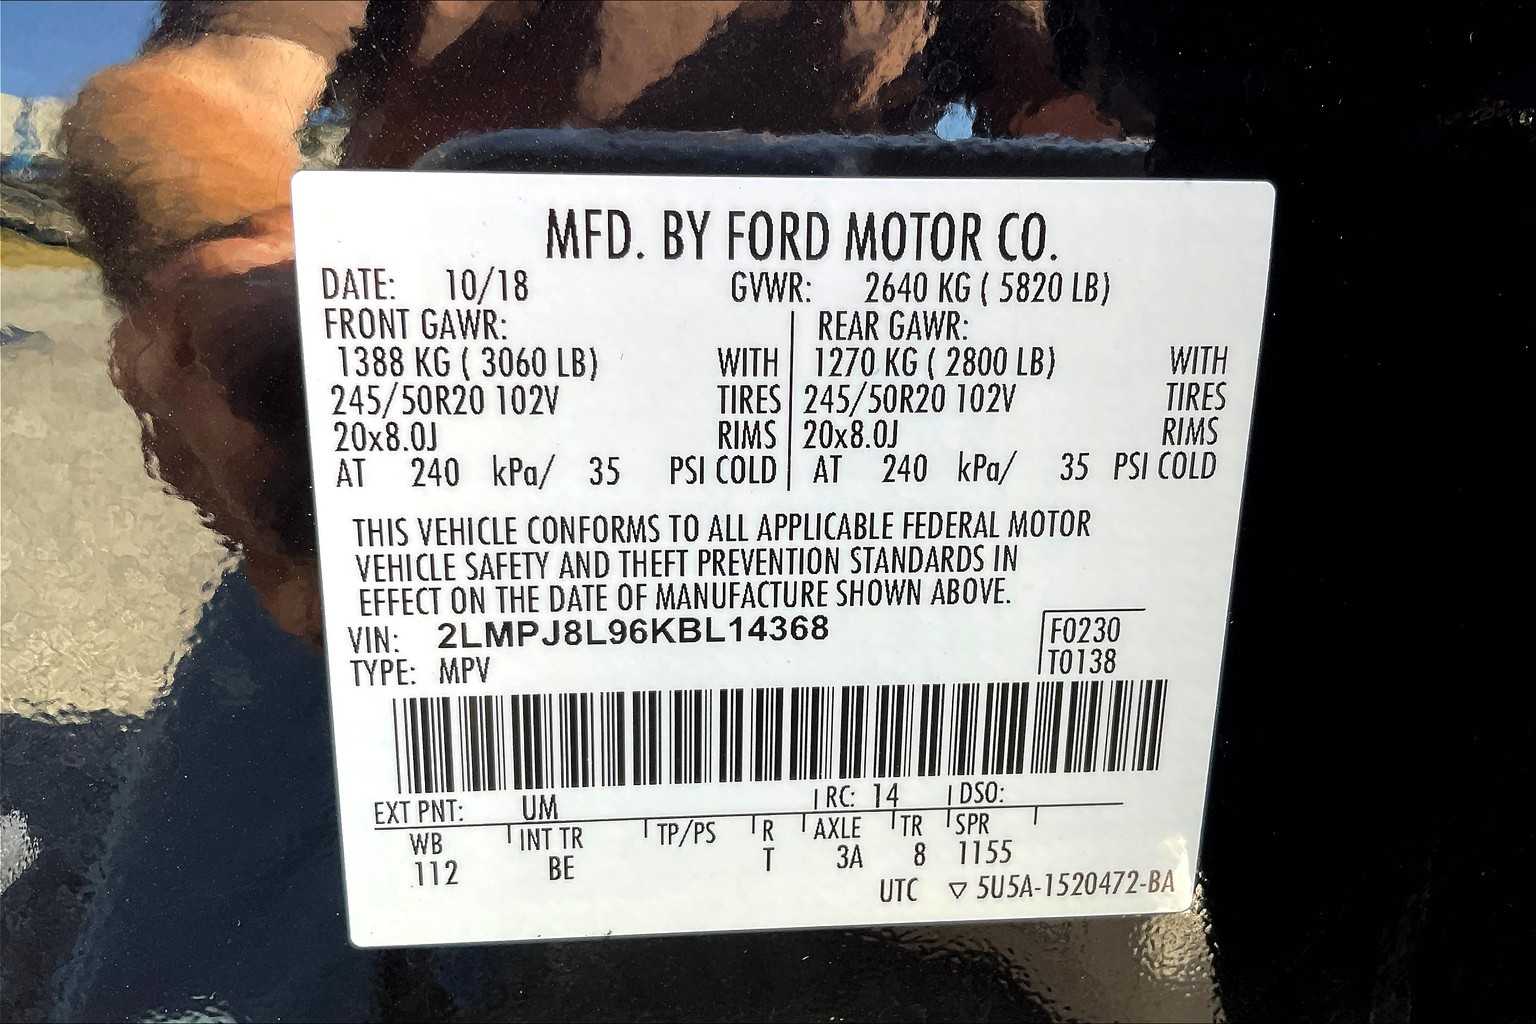 MFD. BY FORD MOTOR CO.
DATE: 10/18 GVWR: 2640 KG ( 5820 LB)
FRONT GAWR: REAR GAWR:
1388 KG ( 3060 LB) WITH 1270 KG ( 2800 LB) WITH
245/50R20 102V TIRES 245/50R20 102V TIRES
20x8.0J RIMS 20x8.0J RIMS
AT 240 kPa/ 35 PSI COLD AT 240 kPa/ 35 PSI COLD
THIS VEHICLE CONFORMS TO ALL APPLICABLE FEDERAL MOTOR
VEHICLE SAFETY AND THEFT PREVENTION STANDARDS IN
EFFECT ON THE DATE OF MANUFACTURE SHOWN ABOVE.
VIN: 2LMPJ8L96KBL14368 F0230
TYPE: MPV T0138
EXT PNT: UM RC: 14 DSO:
WB INT TR TP/PS R AXLE TR SPR
112 BE T 3A 8 1155
UTC ▽ 5U5A-1520472-BA